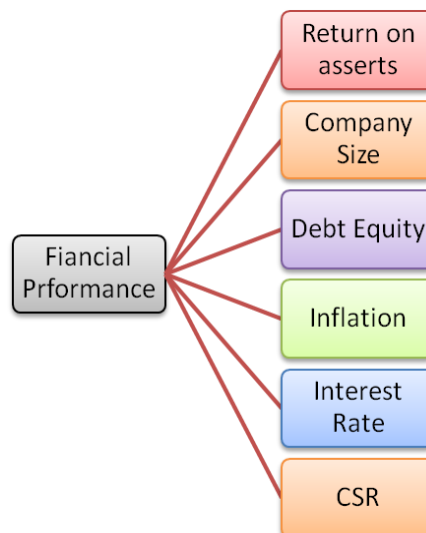 Return on
asserts
Company
Size
Debt Equity
Fiancial
Prformance
Inflation
Interest
Rate
CSR